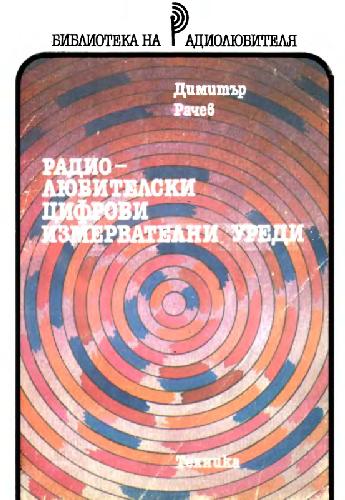 БИБЛИОТЕКА НА РАДИОЛЮБИТЕЛЯ
Димитър
Рачев
РАДИО-
ЛЮБИТЕЛСКИ
ЦИФРОВИ
ИЗМЕРВАТЕЛНИ УРЕДИ
Техника